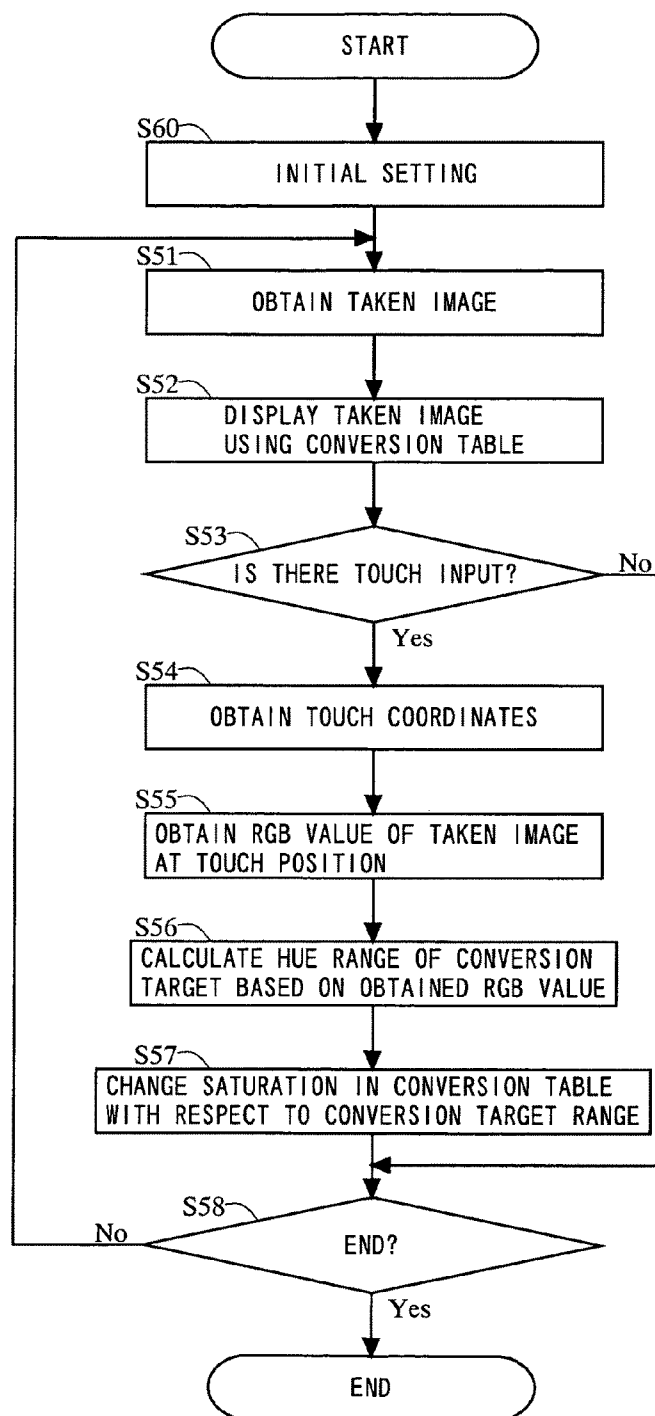 START
S60
INITIAL SETTING
S51
OBTAIN TAKEN IMAGE
S52
DISPLAY TAKEN IMAGE
USING CONVERSION TABLE
S53
IS THERE TOUCH INPUT?
No
Yes
S54
OBTAIN TOUCH COORDINATES
S55
OBTAIN RGB VALUE OF TAKEN IMAGE
AT TOUCH POSITION
S56
CALCULATE HUE RANGE OF CONVERSION
TARGET BASED ON OBTAINED RGB VALUE
S57
CHANGE SATURATION IN CONVERSION TABLE
WITH RESPECT TO CONVERSION TARGET RANGE
S58
No
END?
Yes
END